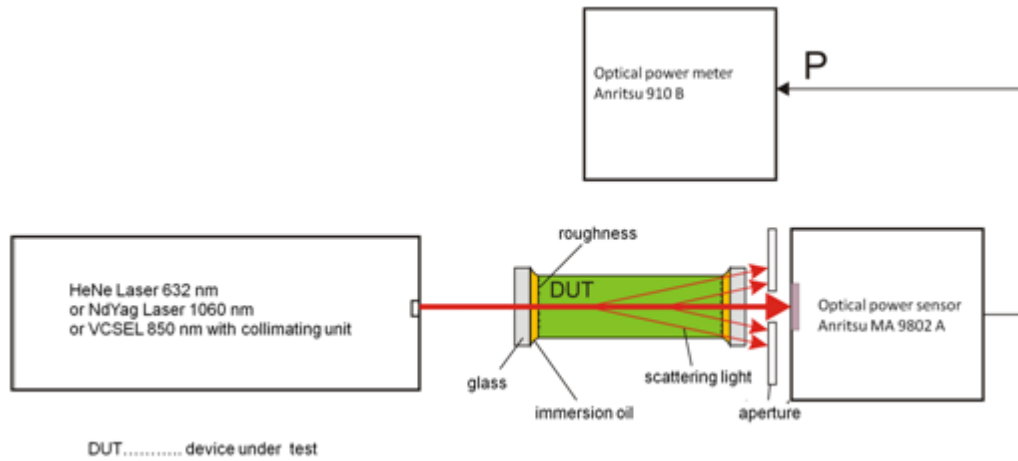 Optical power meter
Anritsu 910 B
P
roughness
HeNe Laser 632 nm
or NdYag Laser 1060 nm
or VCSEL 850 nm with collimating unit
DUT
Optical power sensor
Anritsu MA 9802 A
glass
immersion oil
scattering light
aperture
DUT........... device under test